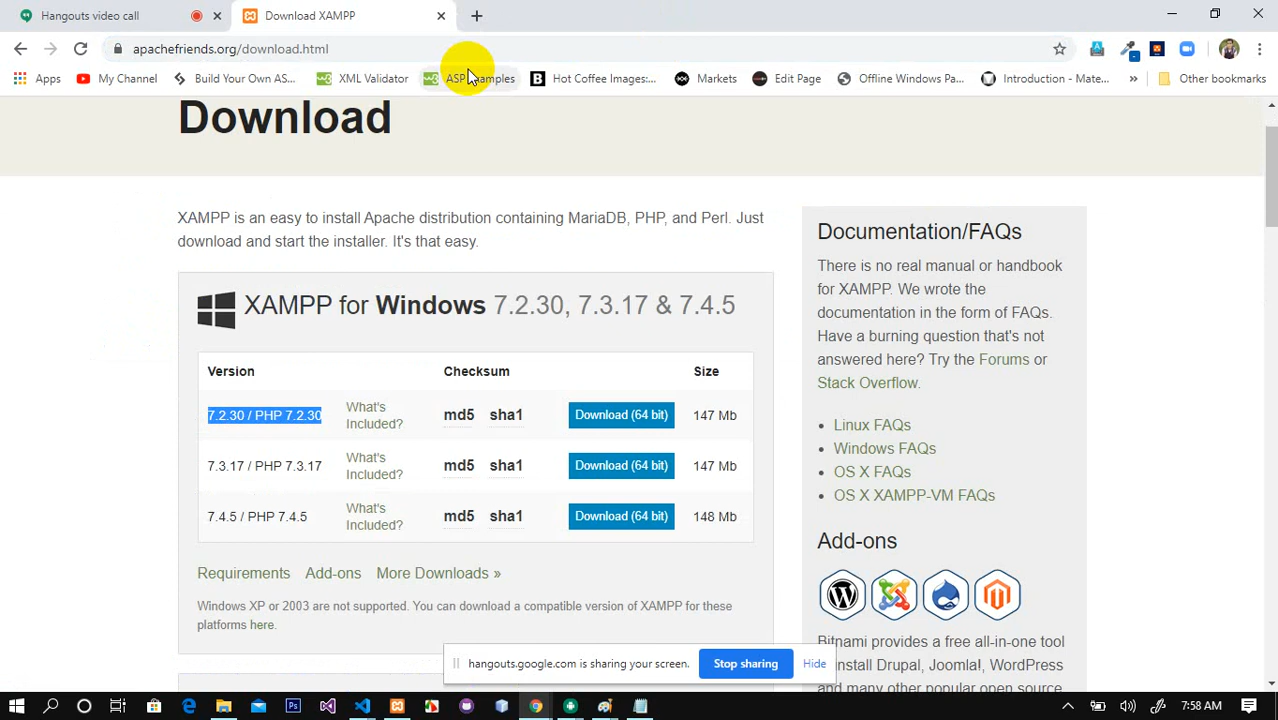 Hangouts video call
Download XAMPP
apachefriends.org/download.html
Apps
My Channel
Build Your Own AS...
XML Validator
ASP Examples
Hot Coffee Images:...
Markets
Edit Page
Offline Windows Pa...
Introduction - Mate...
»
Other bookmarks
Download
XAMPP is an easy to install Apache distribution containing MariaDB, PHP, and Perl. Just
download and start the installer. It's that easy.
XAMPP for Windows 7.2.30, 7.3.17 & 7.4.5
Version Checksum Size
7.2.30 / PHP 7.2.30 What's Included? md5 sha1 Download (64 bit) 147 Mb
7.3.17 / PHP 7.3.17 What's Included? md5 sha1 Download (64 bit) 147 Mb
7.4.5 / PHP 7.4.5 What's Included? md5 sha1 Download (64 bit) 148 Mb
Requirements Add-ons More Downloads »
Windows XP or 2003 are not supported. You can download a compatible version of XAMPP for these
platforms here.
Documentation/FAQs
There is no real manual or handbook
for XAMPP. We wrote the
documentation in the form of FAQs.
Have a burning question that's not
answered here? Try the Forums or
Stack Overflow.
• Linux FAQs
• Windows FAQs
• OS X FAQs
• OS X XAMPP-VM FAQs
Add-ons
Bitnami provides a free all-in-one tool
install Drupal, Joomla!, WordPress
and many other popular open source
hangouts.google.com is sharing your screen.
Stop sharing
Hide
7:58 AM